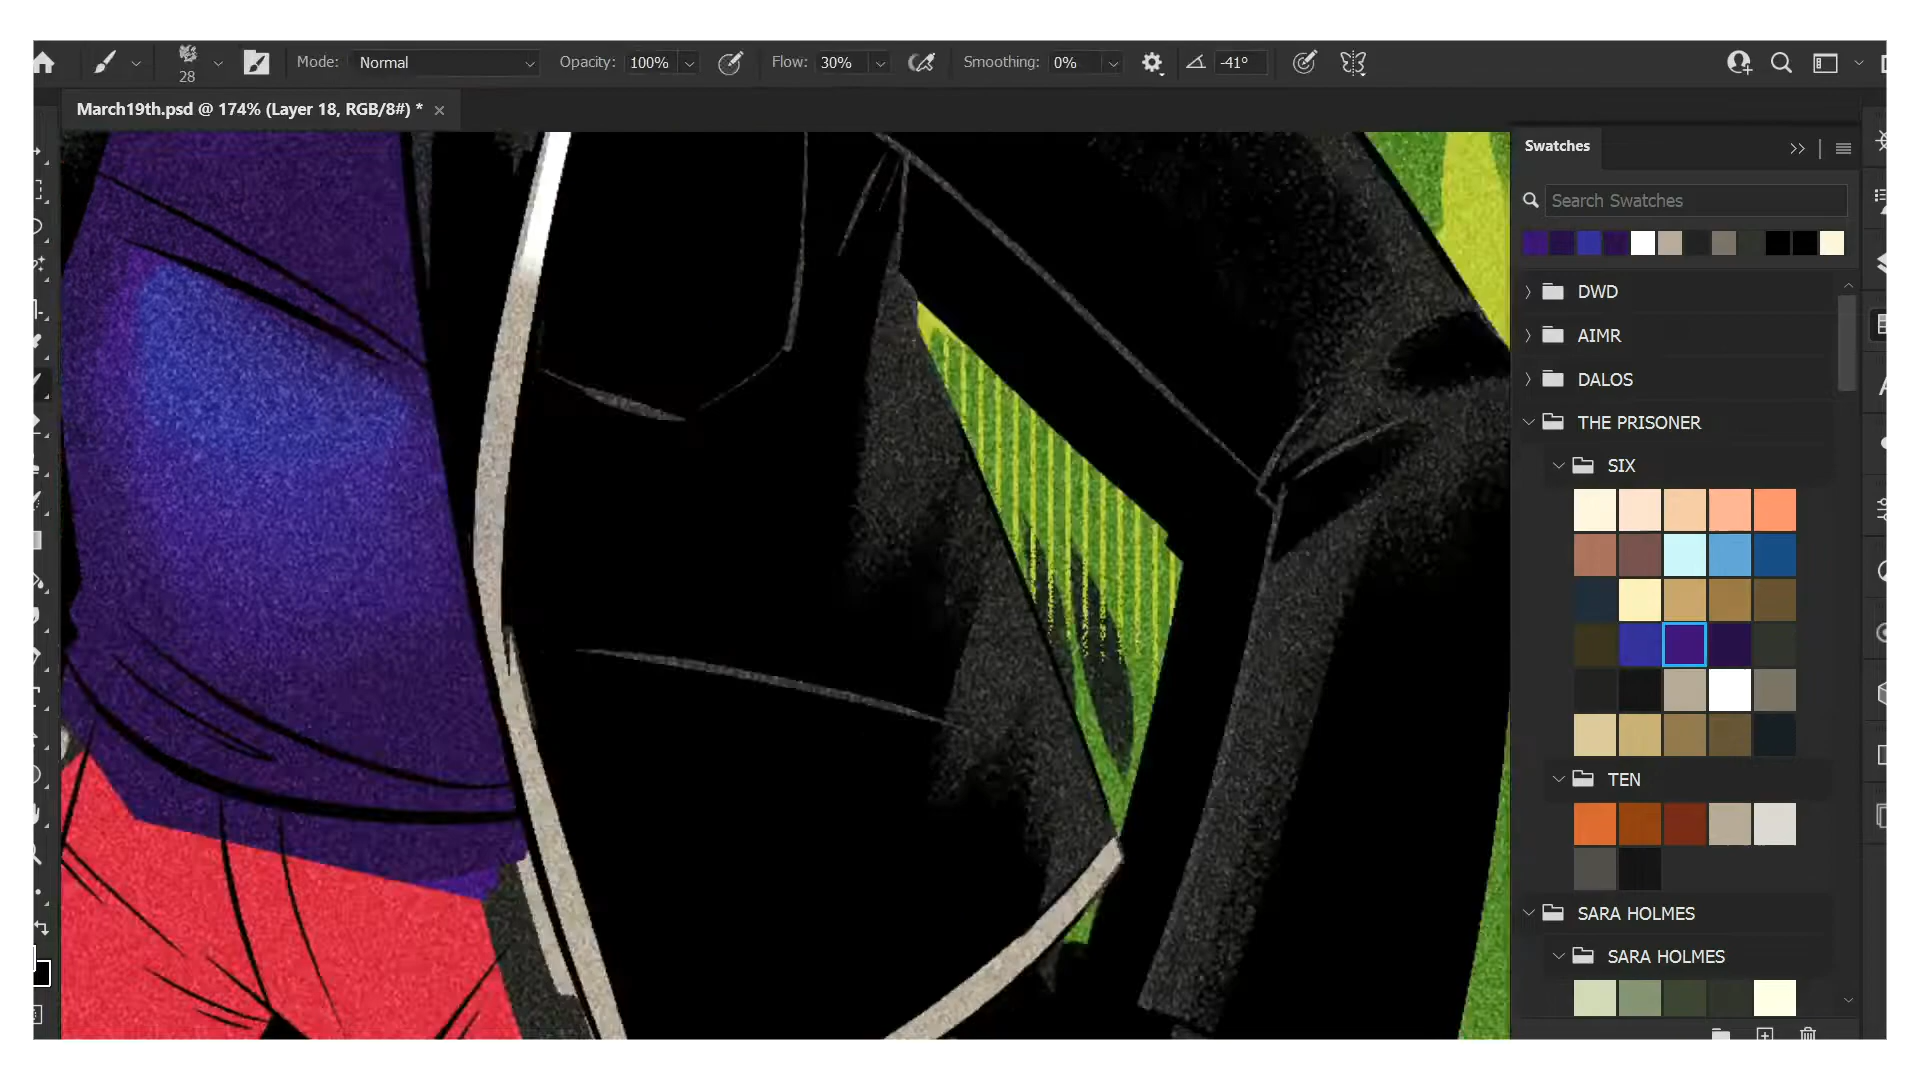 28 Mode: Normal Opacity: 100% Flow: 30% Smoothing: 0% -41°
March19th.psd @ 174% (Layer 18, RGB/8#) * ×
Swatches
Search Swatches
DWD
AIMR
DALOS
THE PRISONER
SIX
TEN
SARA HOLMES
SARA HOLMES